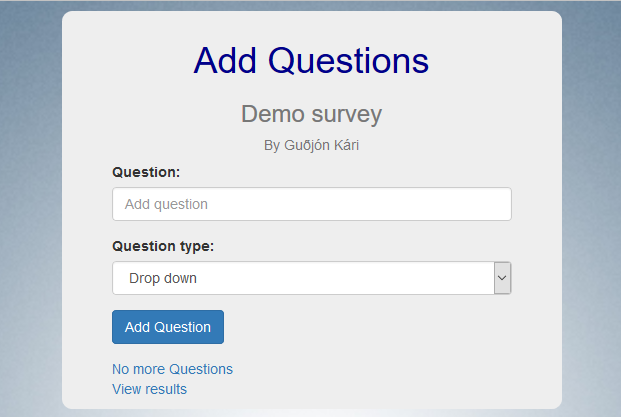 Add Questions
Demo survey
By Guðjón Kári
Question:
Add question
Question type:
Drop down
Add Question
No more Questions
View results